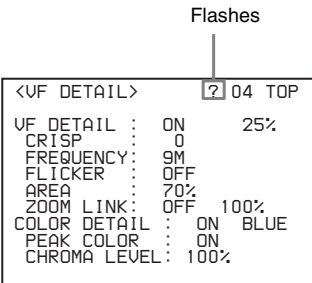 Flashes
<VF DETAIL> ? 04 TOP
VF DETAIL : ON 25%
CRISP : 0
FREQUENCY: 9M
FLICKER : OFF
AREA : 70%
ZOOM LINK: OFF 100%
COLOR DETAIL : ON BLUE
PEAK COLOR : ON
CHROMA LEVEL: 100%